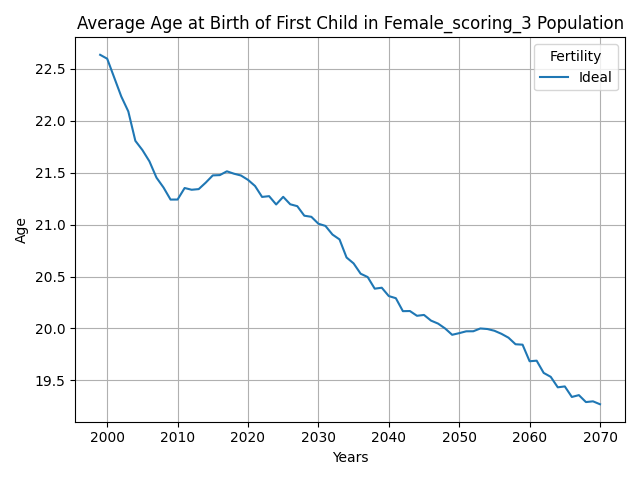 Average Age at Birth of First Child in Female_scoring_3 Population
Fertility
Ideal
22.5
22.0
21.5
21.0
20.5
20.0
19.5
Age
2000 2010 2020 2030 2040 2050 2060 2070
Years